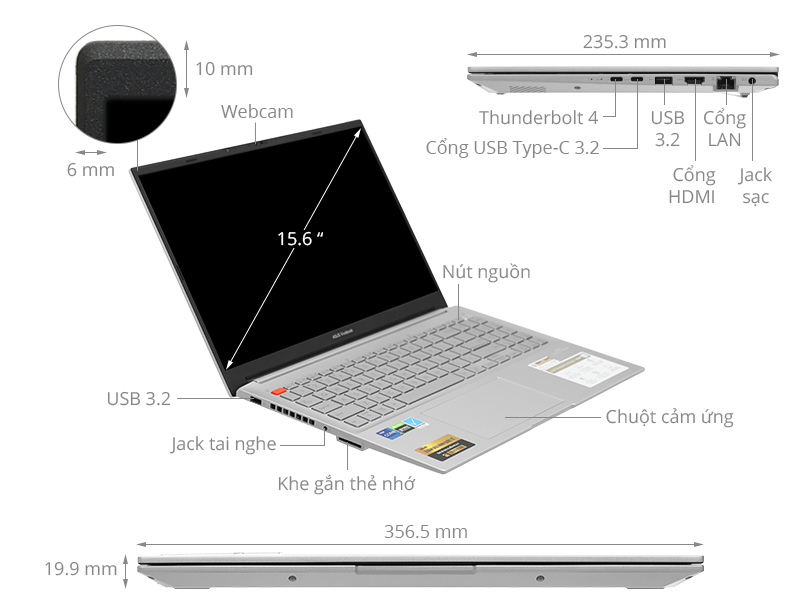 235.3 mm
10 mm
Webcam
6 mm
Thunderbolt 4
Cổng USB Type-C 3.2
USB
3.2
Cổng
LAN
Cổng
HDMI
Jack
sạc
15.6 “
Nút nguồn
ASUS Vivobook
USB 3.2
Chuột cảm ứng
Jack tai nghe
Khe gắn thẻ nhớ
356.5 mm
19.9 mm